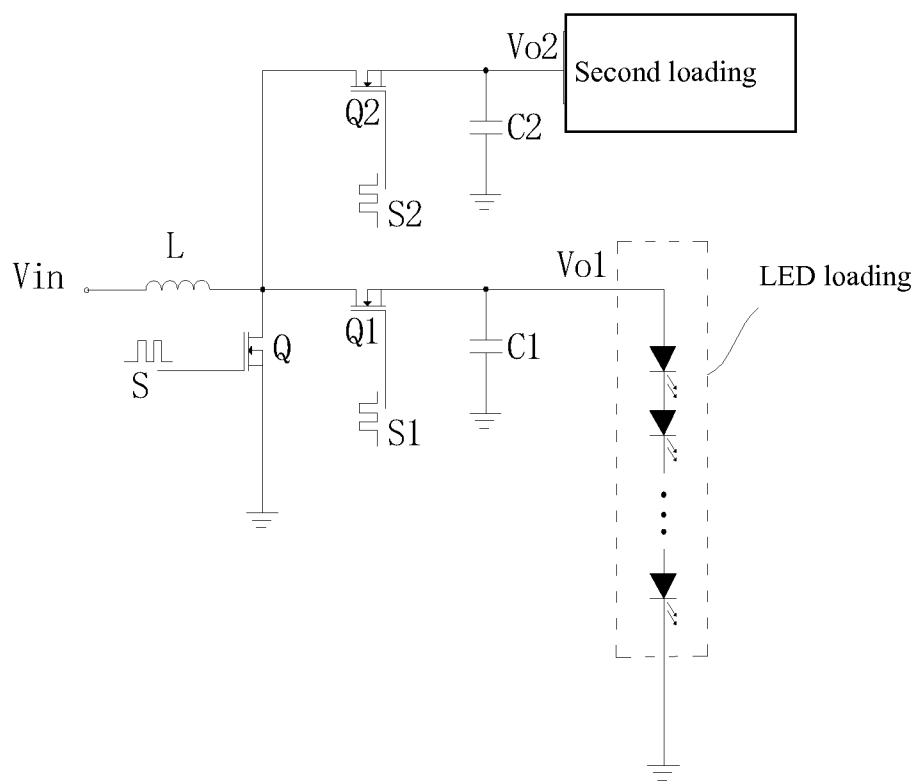 Vo2
Second loading
Q2
C2
S2
L
Vin
Vo1
LED loading
Q
Q1
C1
S
S1